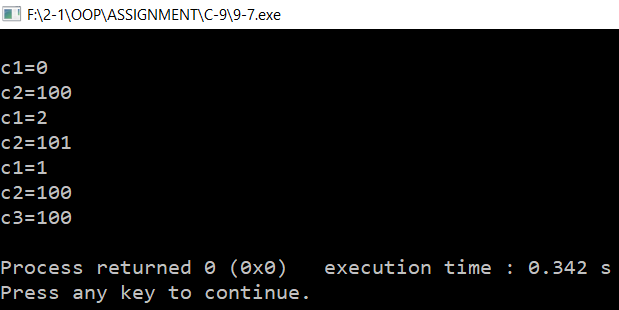 F:\2-1\OOP\ASSIGNMENT\C-9\9-7.exe
c1=0
c2=100
c1=2
c2=101
c1=1
c2=100
c3=100
Process returned 0 (0x0)   execution time : 0.342 s
Press any key to continue.